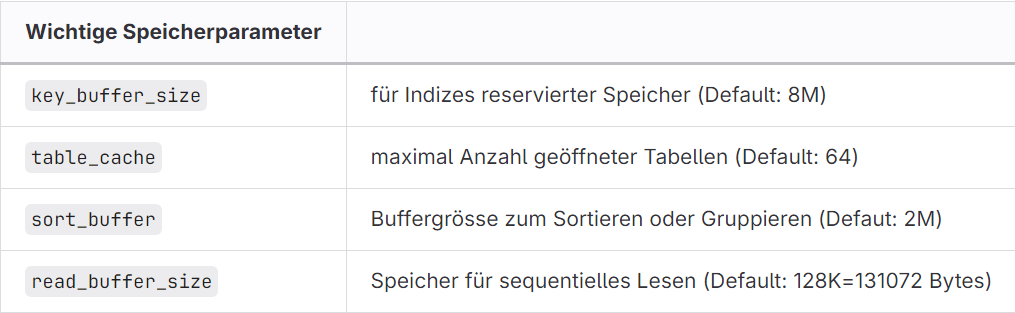 Wichtige Speicherparameter
key_buffer_size für Indizes reservierter Speicher (Default: 8M)
table_cache maximal Anzahl geöffneter Tabellen (Default: 64)
sort_buffer Buffergrösse zum Sortieren oder Gruppieren (Defaut: 2M)
read_buffer_size Speicher für sequentielles Lesen (Default: 128K=131072 Bytes)